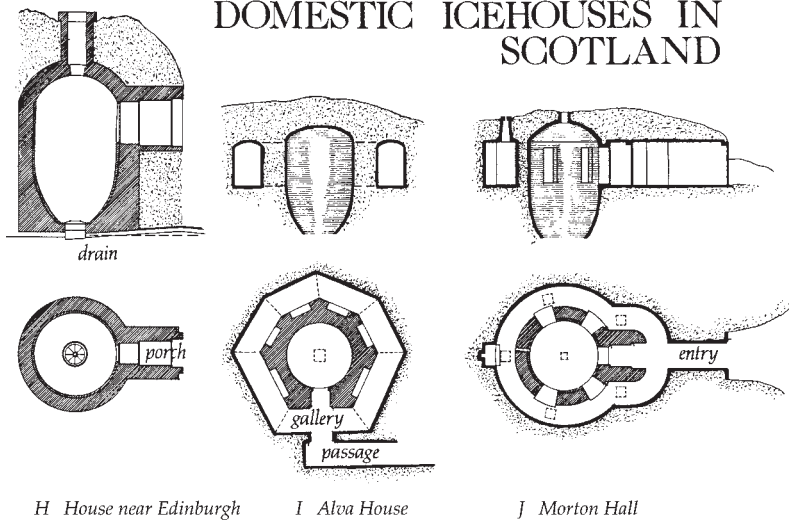 DOMESTIC ICEHOUSES IN
SCOTLAND
drain
porch
entry
gallery
passage
H House near Edinburgh
I Alva House
J Morton Hall